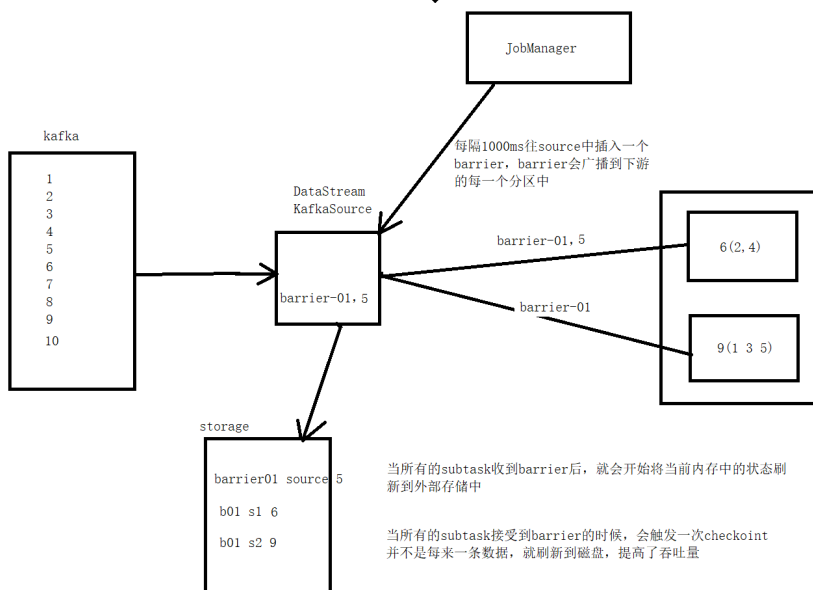 JobManager
kafka
每隔1000ms往source中插入一个
barrier，barrier会广播到下游
的每一个分区中
1
2
3
4
5
6
7
8
9
10
DataStream
KafkaSource
barrier-01，5
barrier-01，5
barrier-01
6(2,4)
9(1 3 5)
storage
barrier01 source 5
b01 s1 6
b01 s2 9
当所有的subtask收到barrier后，就会开始将当前内存中的状态刷
新到外部存储中
当所有的subtask接受到barrier的时候，会触发一次checkoint
并不是每来一条数据，就刷新到磁盘，提高了吞吐量